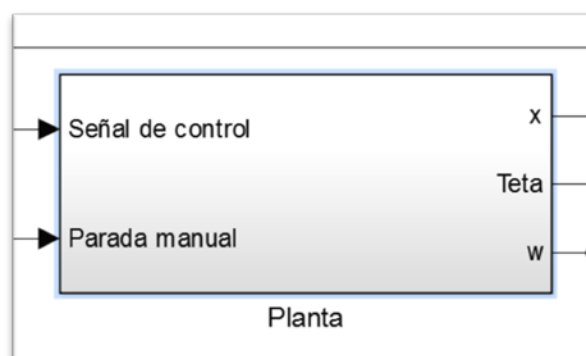 Señal de control
x
Teta
Parada manual
w
Planta